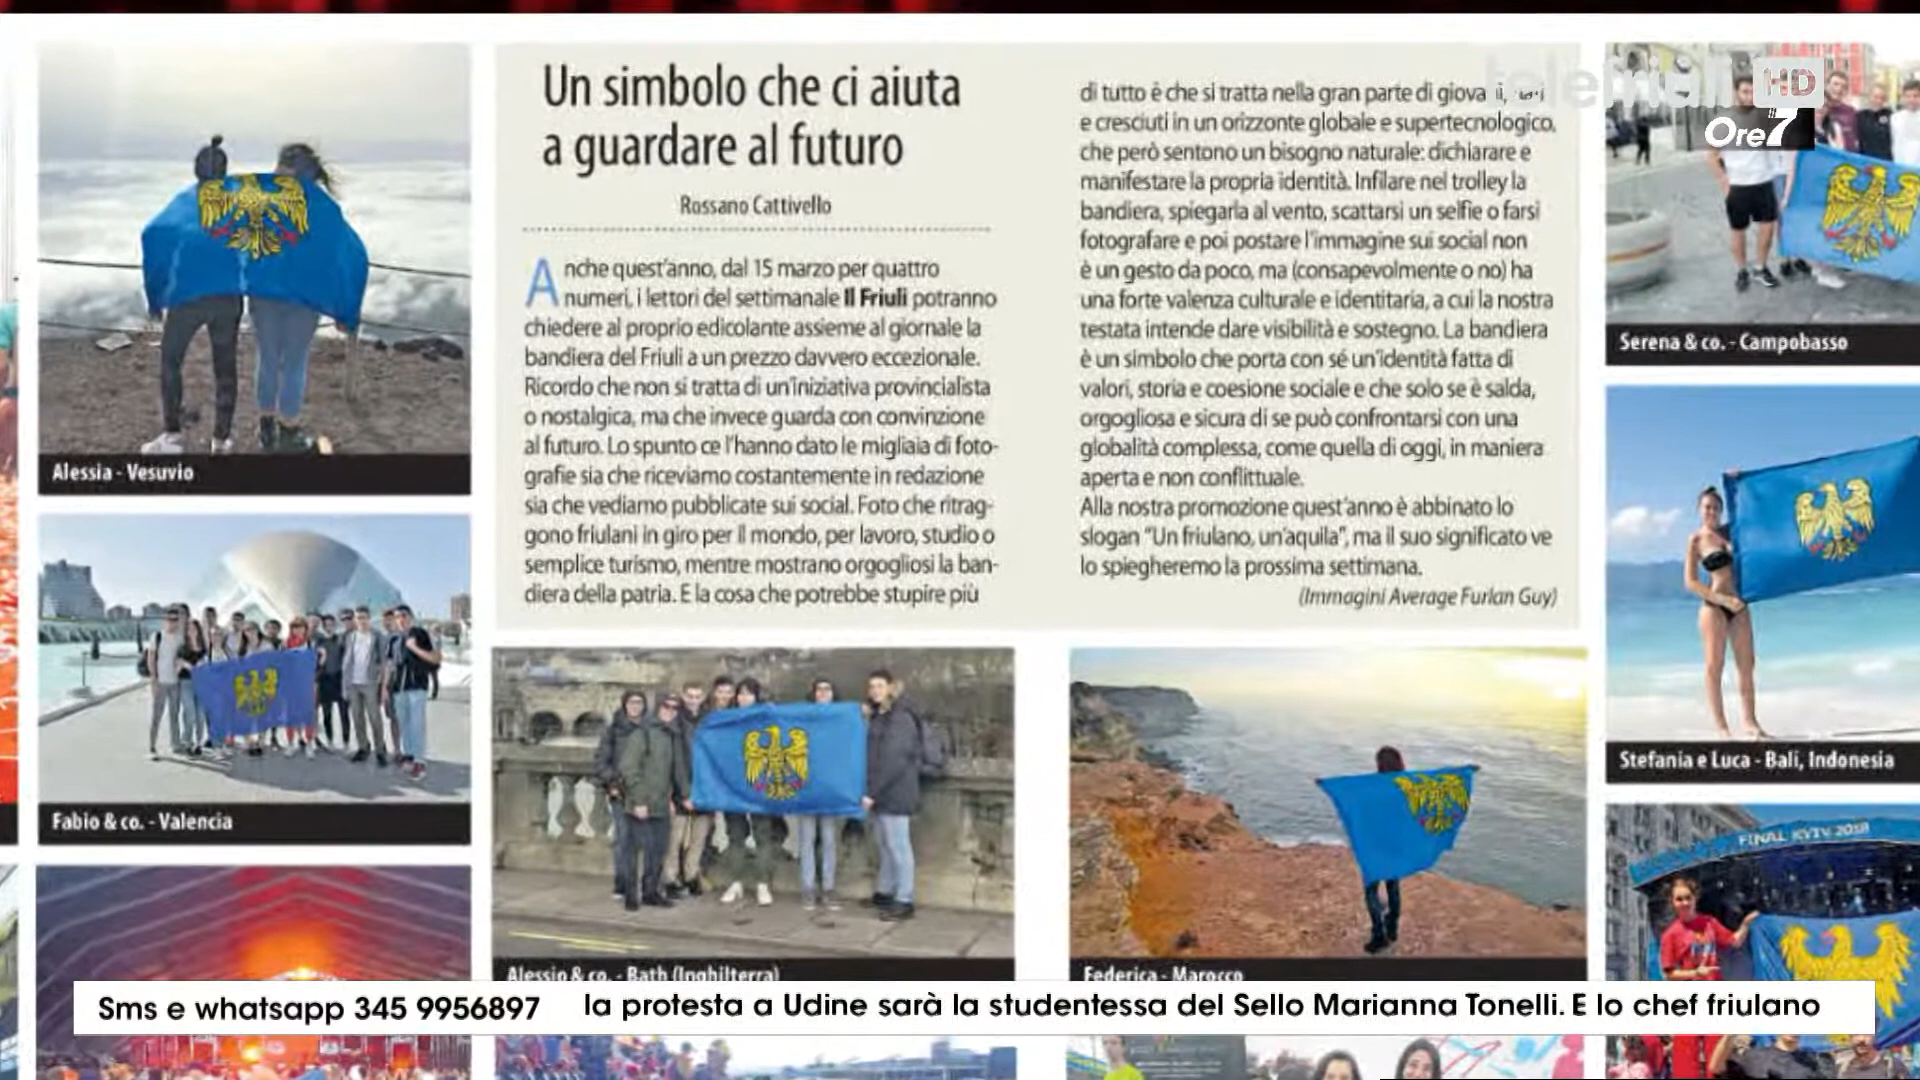 telefriuli HD
Ore7
Un simbolo che ci aiuta
a guardare al futuro
Rossano Cattivello
Anche quest'anno, dal 15 marzo per quattro
numeri, i lettori del settimanale Il Friuli potranno
chiedere al proprio edicolante assieme al giornale la
bandiera del Friuli a un prezzo davvero eccezionale.
Ricordo che non si tratta di un'iniziativa provincialista
o nostalgica, ma che invece guarda con convinzione
al futuro. Lo spunto ce l'hanno dato le migliaia di foto-
grafie sia che riceviamo costantemente in redazione
sia che vediamo pubblicate sui social. Foto che ritrag-
gono friulani in giro per il mondo, per lavoro, studio o
semplice turismo, mentre mostrano orgogliosi la ban-
diera della patria. E la cosa che potrebbe stupire più
di tutto è che si tratta nella gran parte di giovani, nati
e cresciuti in un orizzonte globale e supertecnologico,
che però sentono un bisogno naturale: dichiarare e
manifestare la propria identità. Infilare nel trolley la
bandiera, spiegarla al vento, scattarsi un selfie o farsi
fotografare e poi postare l'immagine sui social non
è un gesto da poco, ma (consapevolmente o no) ha
una forte valenza culturale e identitaria, a cui la nostra
testata intende dare visibilità e sostegno. La bandiera
è un simbolo che porta con sé un'identità fatta di
valori, storia e coesione sociale e che solo se è salda,
orgogliosa e sicura di se può confrontarsi con una
globalità complessa, come quella di oggi, in maniera
aperta e non conflittuale.
Alla nostra promozione quest'anno è abbinato lo
slogan "Un friulano, un'aquila", ma il suo significato ve
lo spiegheremo la prossima settimana.
(Immagini Average Furlan Guy)
Alessia - Vesuvio
Fabio & co. - Valencia
Alessio & co. - Bath (Inghilterra)
Federica - Marocco
Serena & co. - Campobasso
Stefania e Luca - Bali, Indonesia
FINAL KYIV 2018
Sms e whatsapp 345 9956897 la protesta a Udine sarà la studentessa del Sello Marianna Tonelli. E lo chef friulano